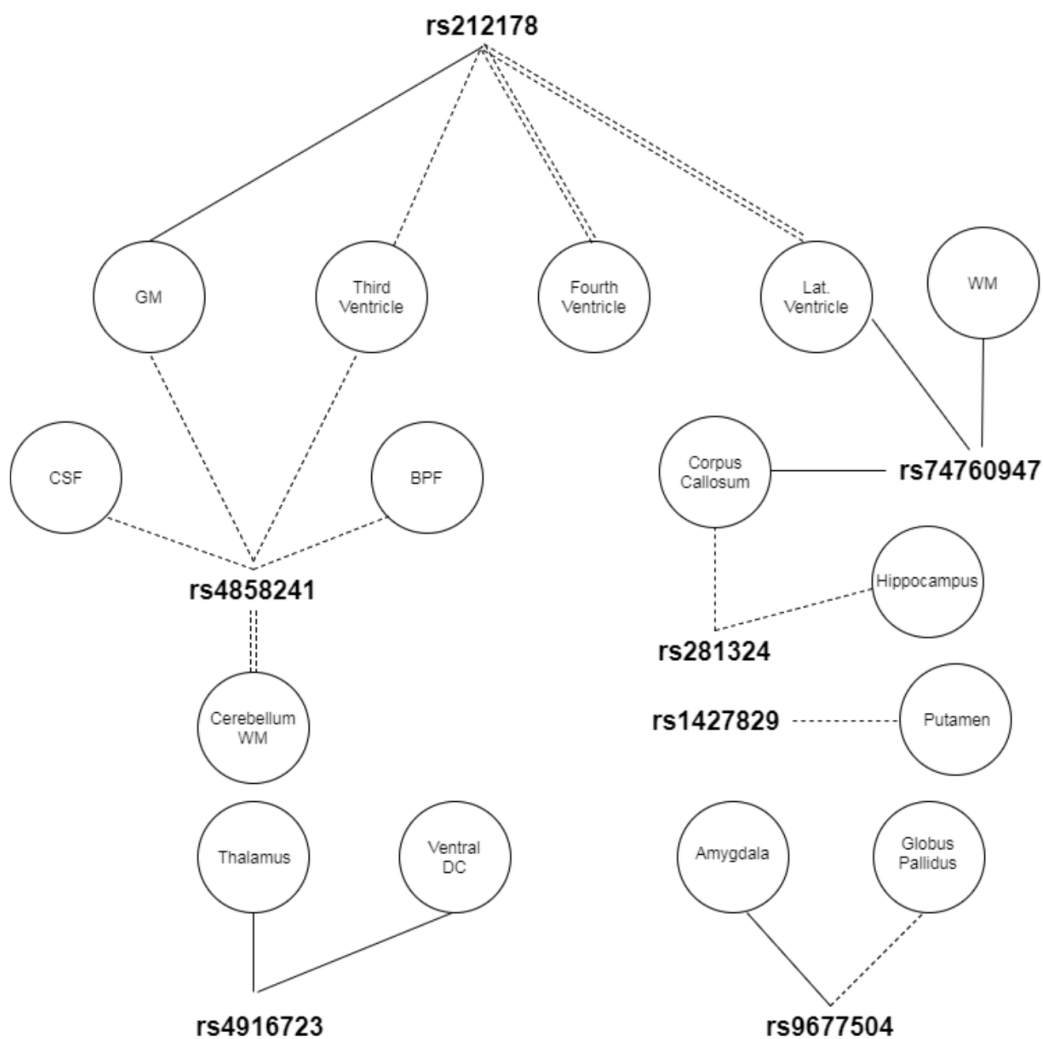 rs212178
GM
Third
Ventricle
Fourth
Ventricle
Lat.
Ventricle
WM
CSF
BPF
Corpus
Callosum
rs74760947
rs4858241
Hippocampus
rs281324
Cerebellum
WM
rs1427829
Putamen
Thalamus
Ventral
DC
Amygdala
Globus
Pallidus
rs4916723
rs9677504